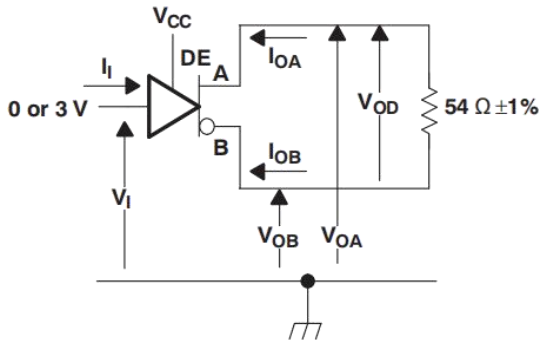 VCC
DE
II
A
IOA
0 or 3 V
VOD
54 Ω ±1%
B
IOB
VI
VOB
VOA